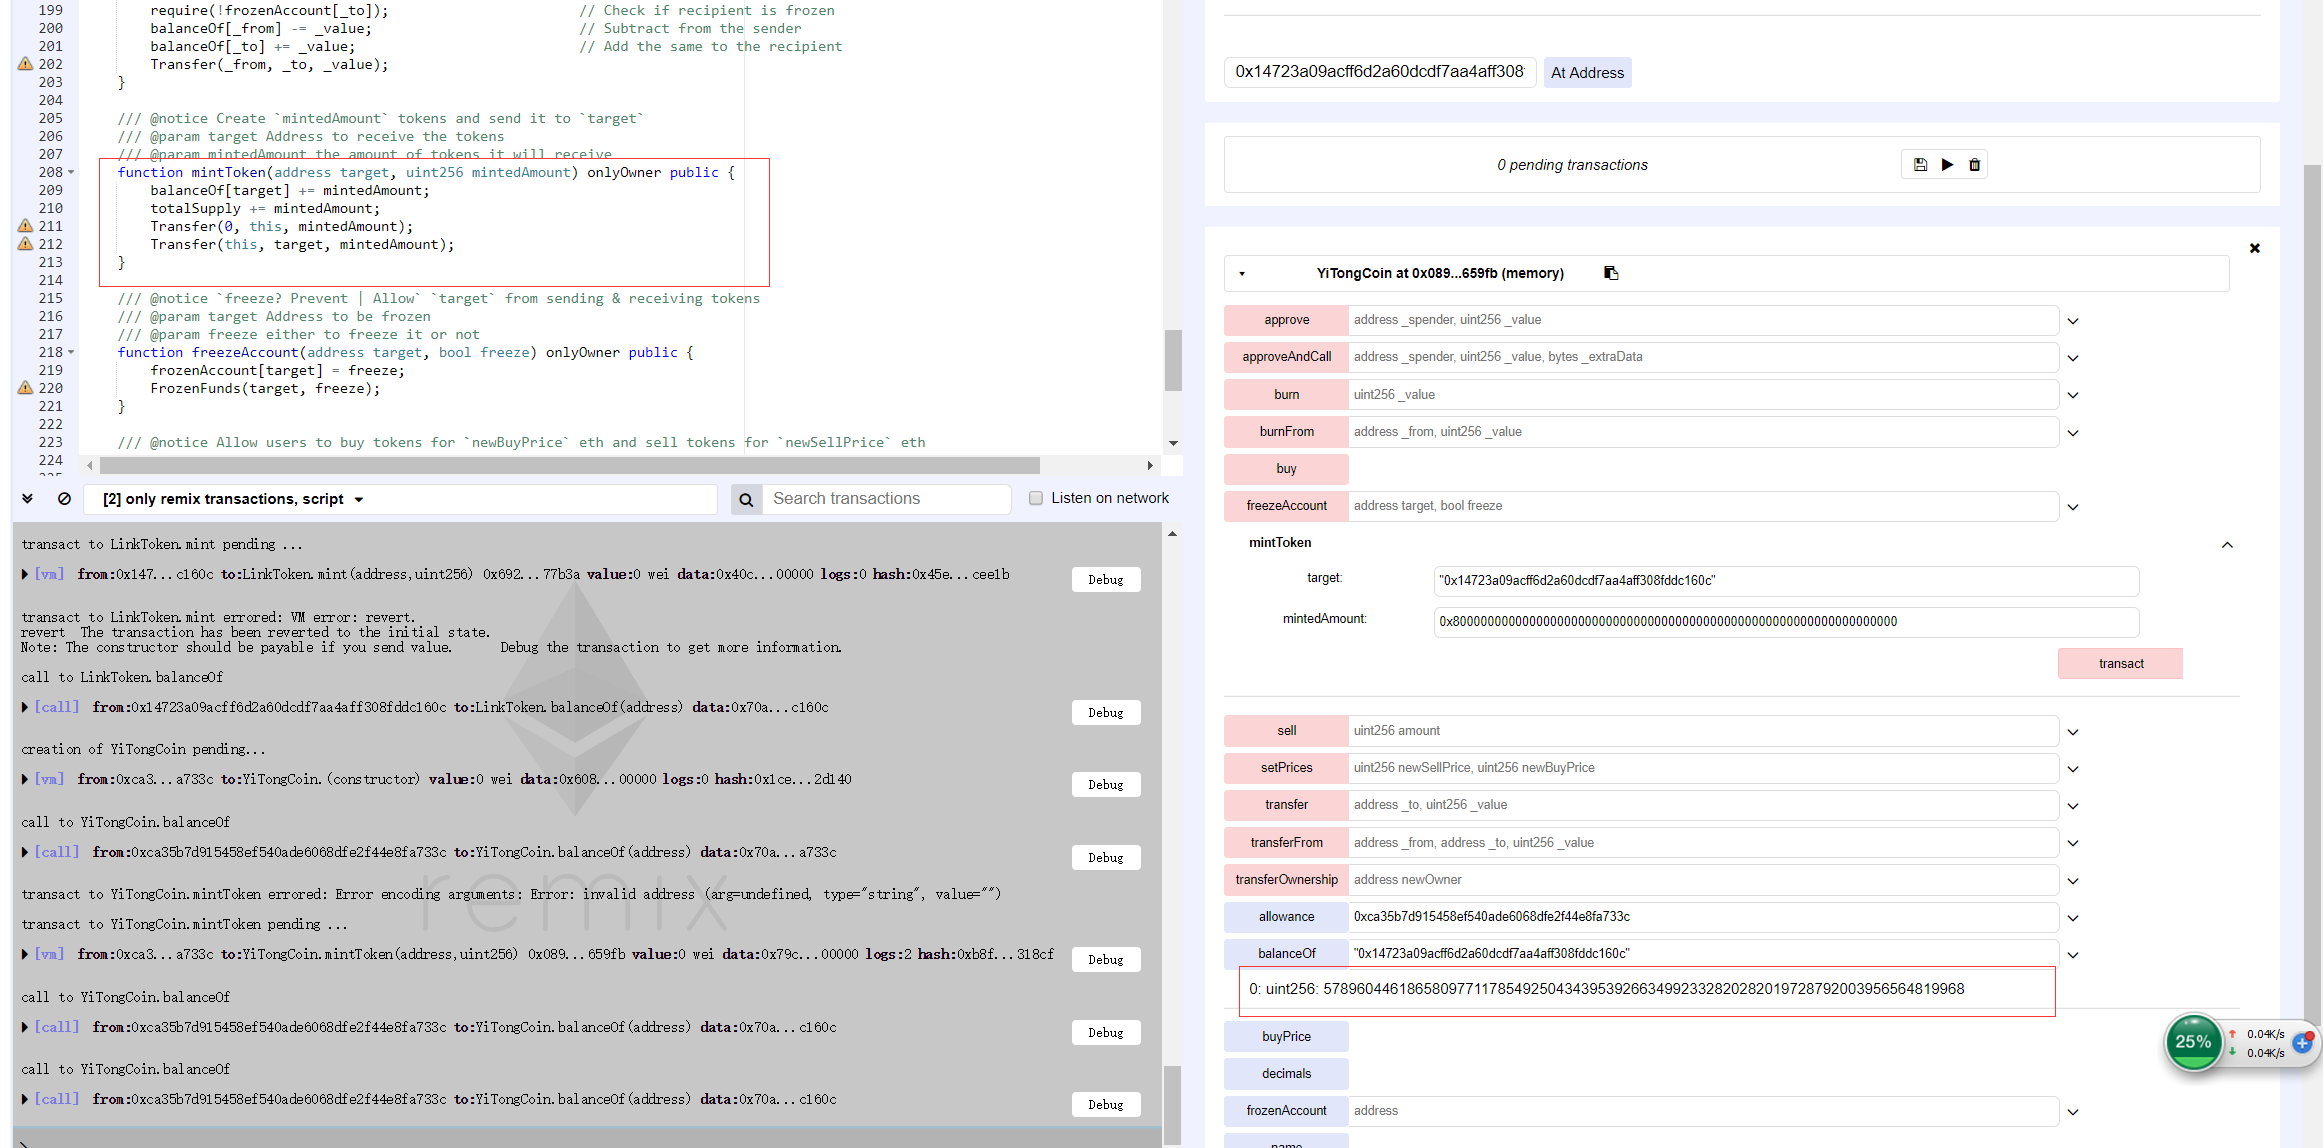 199 require(!frozenAccount[_to]); // Check if recipient is frozen
200 balanceOf[_from] -= _value; // Subtract from the sender
201 balanceOf[_to] += _value; // Add the same to the recipient
202 Transfer(_from, _to, _value);
203 }
204
205 /// @notice Create `mintedAmount` tokens and send it to `target`
206 /// @param target Address to receive the tokens
207 /// @param mintedAmount the amount of tokens it will receive
208 function mintToken(address target, uint256 mintedAmount) onlyOwner public {
209 balanceOf[target] += mintedAmount;
210 totalSupply += mintedAmount;
211 Transfer(0, this, mintedAmount);
212 Transfer(this, target, mintedAmount);
213 }
214
215 /// @notice `freeze? Prevent | Allow` `target` from sending & receiving tokens
216 /// @param target Address to be frozen
217 /// @param freeze either to freeze it or not
218 function freezeAccount(address target, bool freeze) onlyOwner public {
219 frozenAccount[target] = freeze;
220 FrozenFunds(target, freeze);
221 }
222
223 /// @notice Allow users to buy tokens for `newBuyPrice` eth and sell tokens for `newSellPrice` eth
224
[2] only remix transactions, script
Search transactions
Listen on network
transact to LinkToken.mint pending ...
[vm] from:0x147...c160c to:LinkToken.mint(address,uint256) 0x692...77b3a value:0 wei data:0x40c...00000 logs:0 hash:0x45e...cee1b
Debug
transact to LinkToken.mint errored: VM error: revert.
revert The transaction has been reverted to the initial state.
Note: The constructor should be payable if you send value. Debug the transaction to get more information.
call to LinkToken.balanceOf
[call] from:0x14723a09acff6d2a60dcdf7aa4aff308fddc160c to:LinkToken.balanceOf(address) data:0x70a...c160c
Debug
creation of YiTongCoin pending...
[vm] from:0xca3...a733c to:YiTongCoin.(constructor) value:0 wei data:0x608...00000 logs:0 hash:0x1ce...2d140
Debug
call to YiTongCoin.balanceOf
[call] from:0xca35b7d915458ef540ade6068dfe2f44e8fa733c to:YiTongCoin.balanceOf(address) data:0x70a...a733c
Debug
remix
transact to YiTongCoin.mintToken errored: Error encoding arguments: Error: invalid address (arg=undefined, type="string", value="")
transact to YiTongCoin.mintToken pending ...
[vm] from:0xca3...a733c to:YiTongCoin.mintToken(address,uint256) 0x089...659fb value:0 wei data:0x79c...00000 logs:2 hash:0xb8f...318cf
Debug
call to YiTongCoin.balanceOf
[call] from:0xca35b7d915458ef540ade6068dfe2f44e8fa733c to:YiTongCoin.balanceOf(address) data:0x70a...c160c
Debug
call to YiTongCoin.balanceOf
[call] from:0xca35b7d915458ef540ade6068dfe2f44e8fa733c to:YiTongCoin.balanceOf(address) data:0x70a...c160c
Debug
0x14723a09acff6d2a60dcdf7aa4aff308 At Address
0 pending transactions
YiTongCoin at 0x089...659fb (memory)
approve address _spender, uint256 _value
approveAndCall address _spender, uint256 _value, bytes _extraData
burn uint256 _value
burnFrom address _from, uint256 _value
buy
freezeAccount address target, bool freeze
mintToken
target: "0x14723a09acff6d2a60dcdf7aa4aff308fddc160c"
mintedAmount: 0x8000000000000000000000000000000000000000000000000000000000000000
transact
sell uint256 amount
setPrices uint256 newSellPrice, uint256 newBuyPrice
transfer address _to, uint256 _value
transferFrom address _from, address _to, uint256 _value
transferOwnership address newOwner
allowance 0xca35b7d915458ef540ade6068dfe2f44e8fa733c
balanceOf "0x14723a09acff6d2a60dcdf7aa4aff308fddc160c"
0: uint256: 57896044618658097711785492504343953926634992332820282019728792003956564819968
buyPrice
decimals
frozenAccount address
name
25%
0.04K/s
0.04K/s